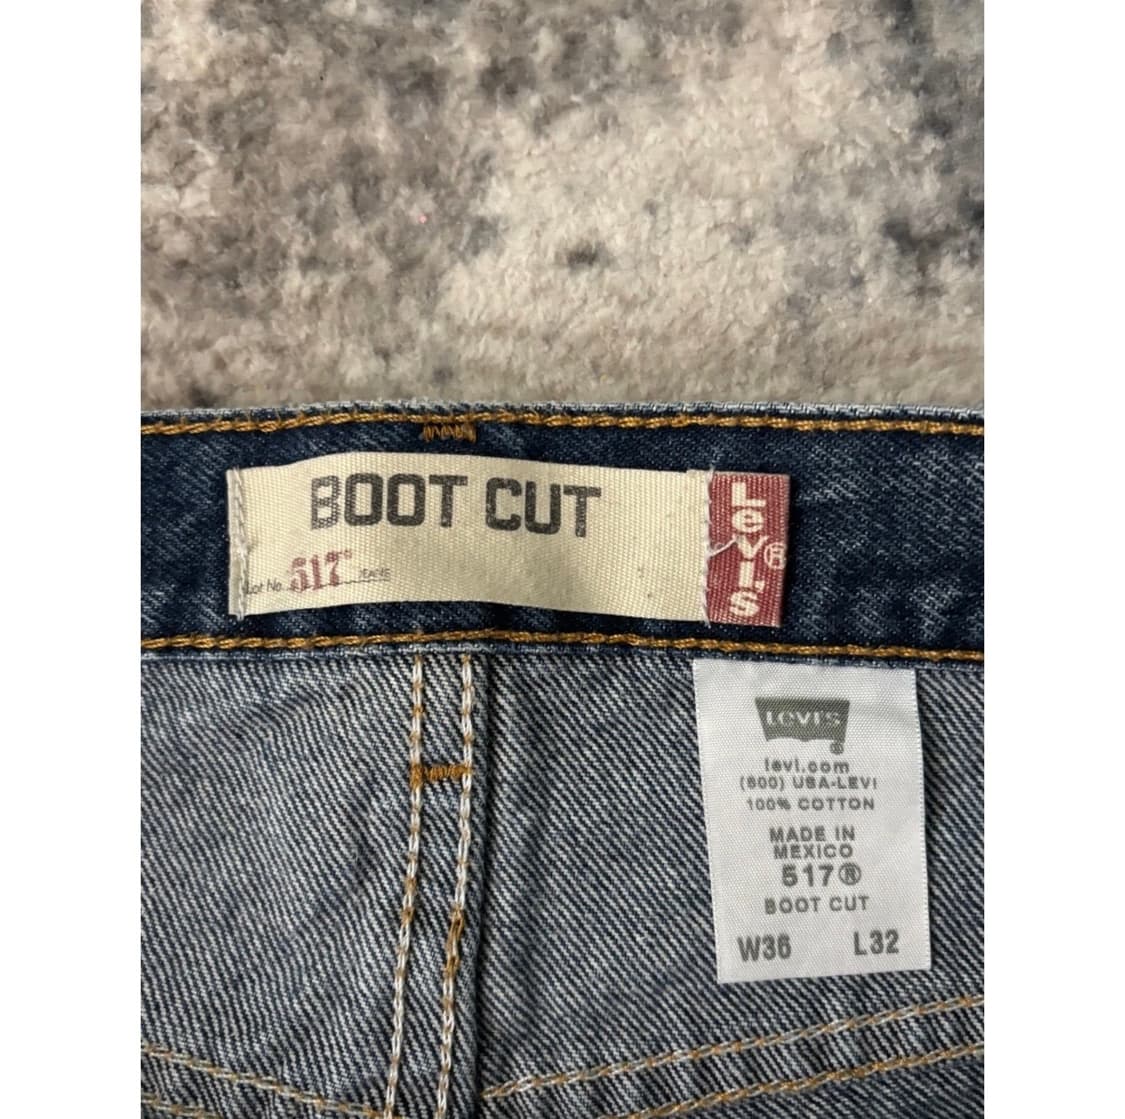 BOOT CUT
Lot No. 517® JEANS
LEVI'S®
LEVI'S
®
levi.com
(800) USA-LEVI
100% COTTON
MADE IN
MEXICO
517®
BOOT CUT
W36 L32